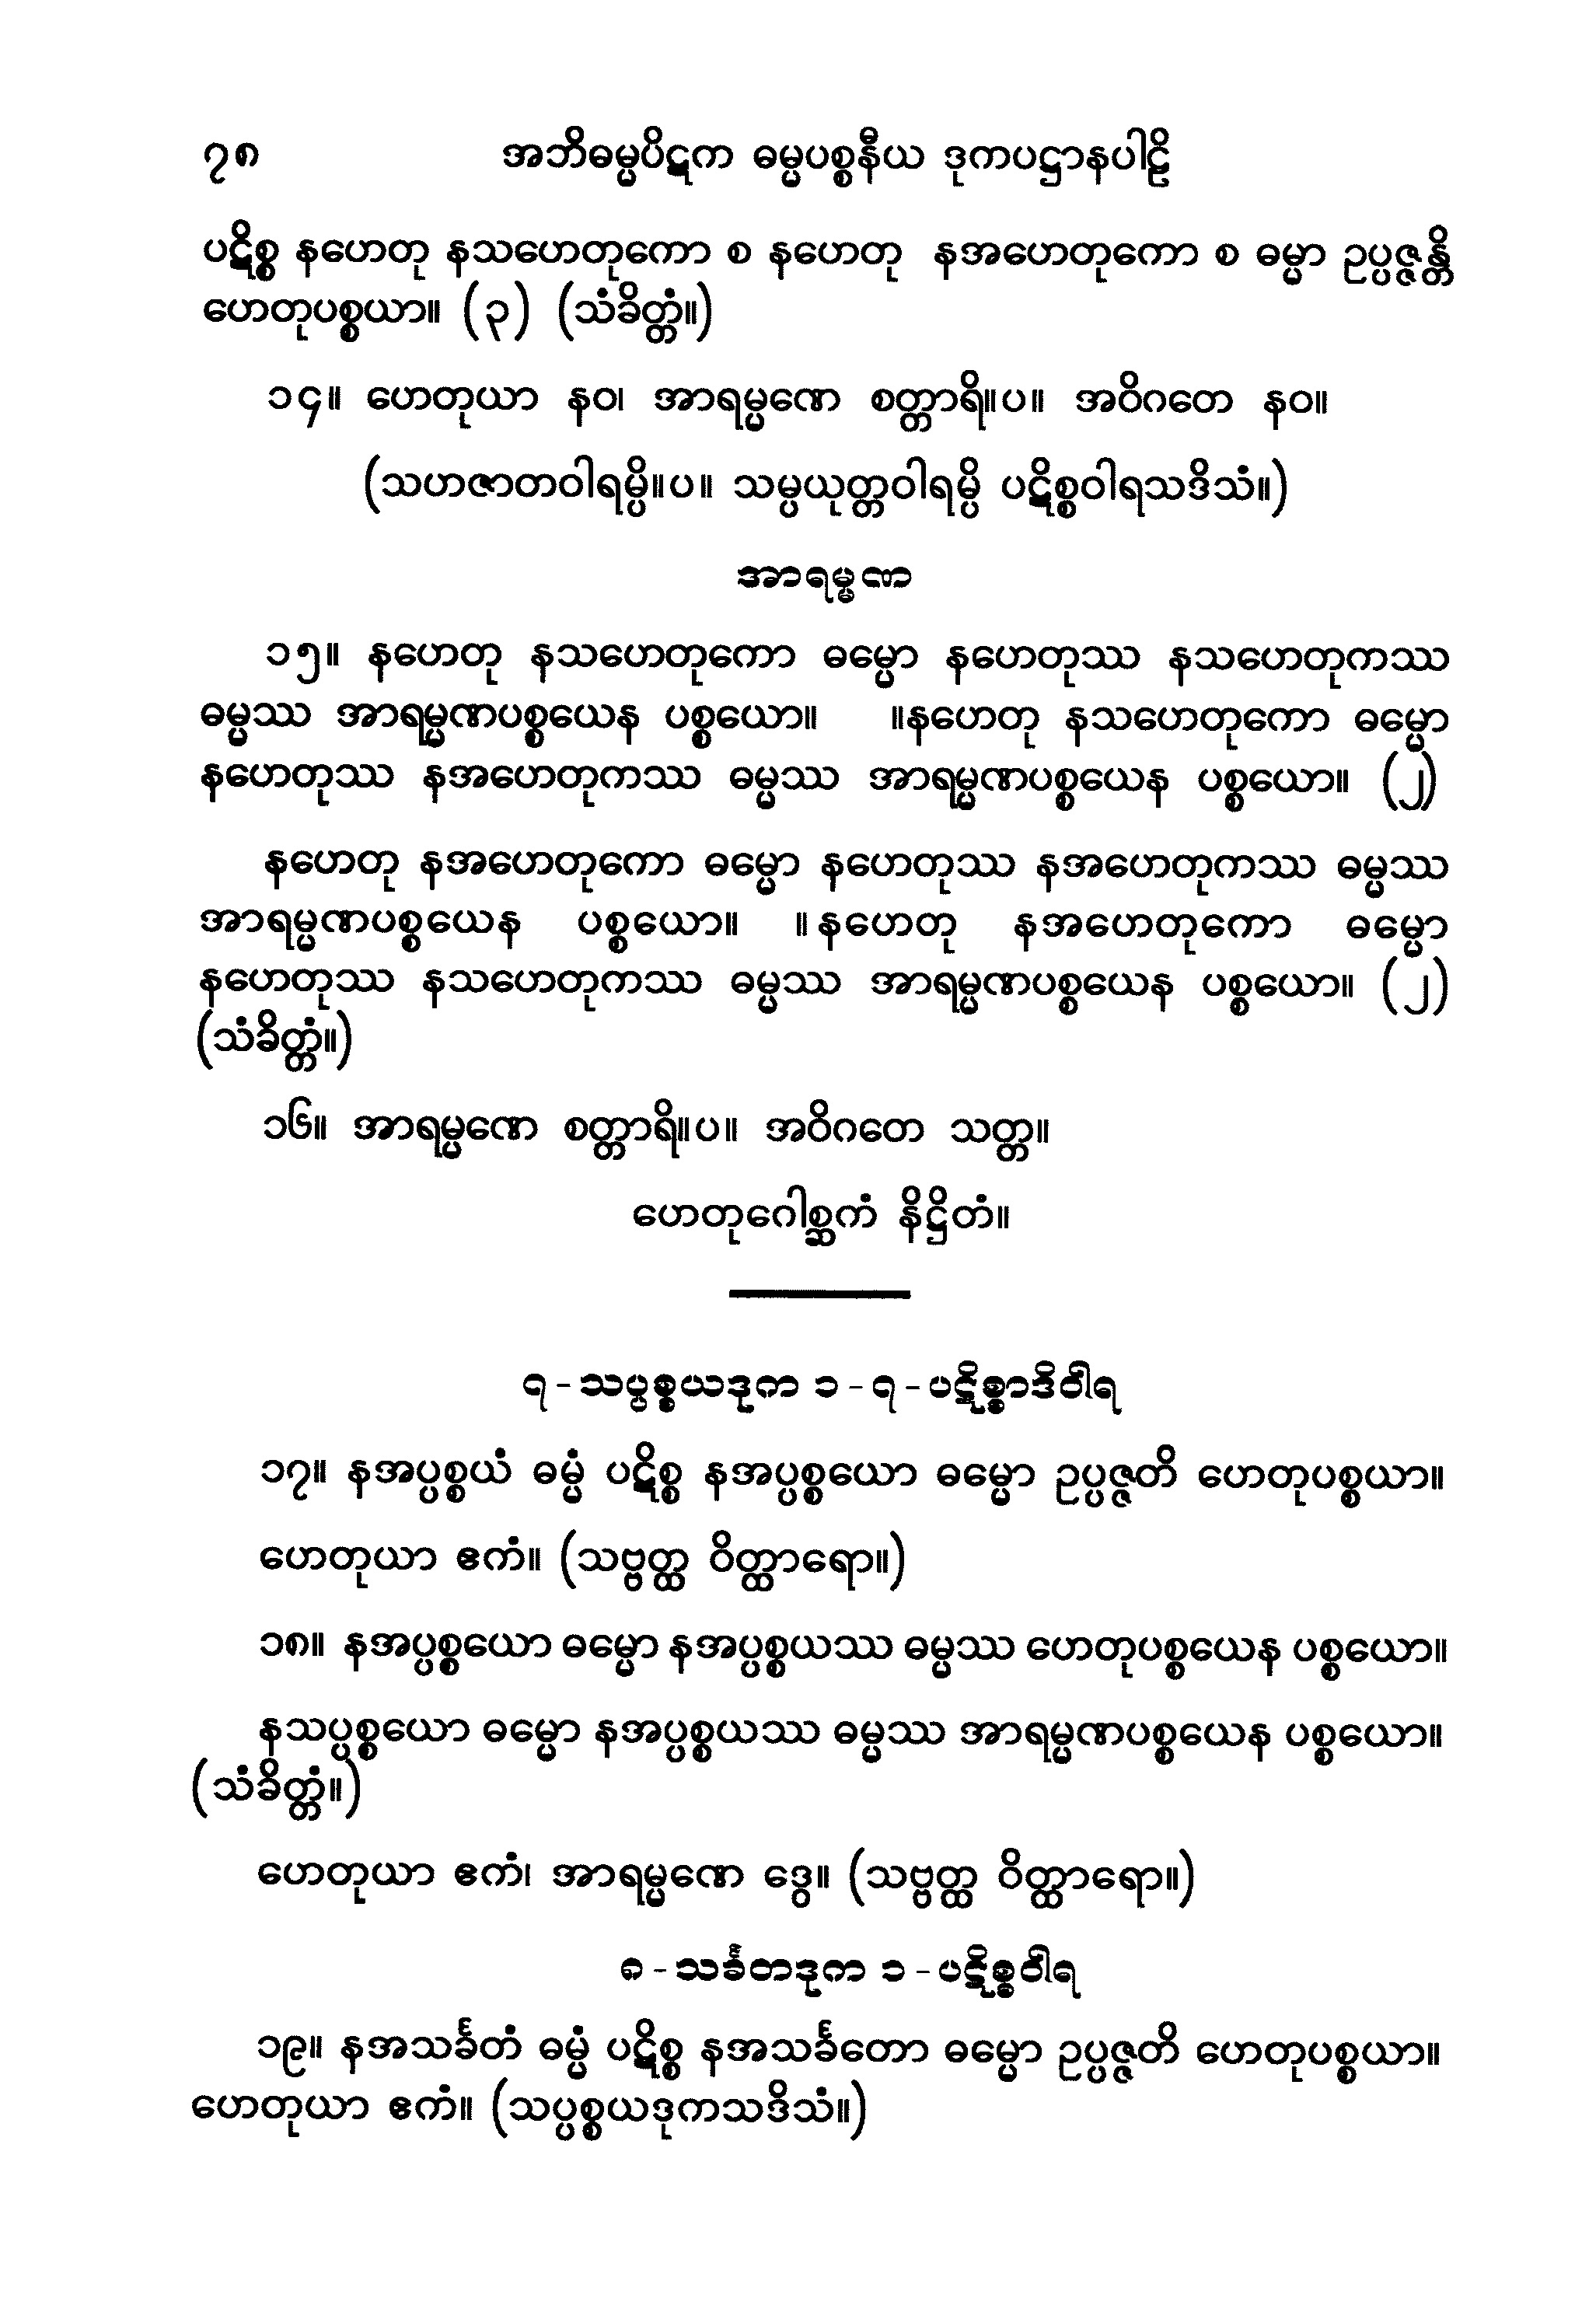 ၇၈ အဘိဓမ္မပိဋက ဓမ္မပစ္စနီယ ဒုကပဋ္ဌာနပါဠိ
ပဋိစ္စ နဟေတု နသဟေတုကော စ နဟေတု နအဟေတုကော စ ဓမ္မာ ဥပ္ပဇ္ဇန္တိ
ဟေတုပစ္စယာ။ (၃) (သံခိတ္တံ။)
၁၄။ ဟေတုယာ နဝ၊ အာရမ္မဏေ စတ္တာရိ။ပ။ အဝိဂတေ နဝ။
(သဟဇာတဝါရမ္ပိ။ပ။ သမ္ပယုတ္တဝါရမ္ပိ ပဋိစ္စဝါရသဒိသံ။)
အာရမ္မဏ
၁၅။ နဟေတု နသဟေတုကော ဓမ္မော နဟေတုဿ နသဟေတုကဿ
ဓမ္မဿ အာရမ္မဏပစ္စယေန ပစ္စယော။ ။နဟေတု နသဟေတုကော ဓမ္မော
နဟေတုဿ နအဟေတုကဿ ဓမ္မဿ အာရမ္မဏပစ္စယေန ပစ္စယော။ (၂)
နဟေတု နအဟေတုကော ဓမ္မော နဟေတုဿ နအဟေတုကဿ ဓမ္မဿ
အာရမ္မဏပစ္စယေန ပစ္စယော။ ။နဟေတု နအဟေတုကော ဓမ္မော
နဟေတုဿ နသဟေတုကဿ ဓမ္မဿ အာရမ္မဏပစ္စယေန ပစ္စယော။ (၂)
(သံခိတ္တံ။)
၁၆။ အာရမ္မဏေ စတ္တာရိ။ပ။ အဝိဂတေ သတ္တ။
ဟေတုဂေါစ္ဆကံ နိဋ္ဌိတံ။
၇-သပ္ပစ္စယဒုက ၁-၇-ပဋိစ္စာဒိဝါရ
၁၇။ နအပ္ပစ္စယံ ဓမ္မံ ပဋိစ္စ နအပ္ပစ္စယော ဓမ္မော ဥပ္ပဇ္ဇတိ ဟေတုပစ္စယာ။
ဟေတုယာ ဧကံ။ (သဗ္ဗတ္ထ ဝိတ္ထာရော။)
၁၈။ နအပ္ပစ္စယော ဓမ္မော နအပ္ပစ္စယဿ ဓမ္မဿ ဟေတုပစ္စယေန ပစ္စယော။
နသပ္ပစ္စယော ဓမ္မော နအပ္ပစ္စယဿ ဓမ္မဿ အာရမ္မဏပစ္စယေန ပစ္စယော။
(သံခိတ္တံ။)
ဟေတုယာ ဧကံ၊ အာရမ္မဏေ ဒွေ။ (သဗ္ဗတ္ထ ဝိတ္ထာရော။)
၈-သင်္ခတဒုက ၁-ပဋိစ္စဝါရ
၁၉။ နအသင်္ခတံ ဓမ္မံ ပဋိစ္စ နအသင်္ခတော ဓမ္မော ဥပ္ပဇ္ဇတိ ဟေတုပစ္စယာ။
ဟေတုယာ ဧကံ။ (သပ္ပစ္စယဒုကသဒိသံ။)